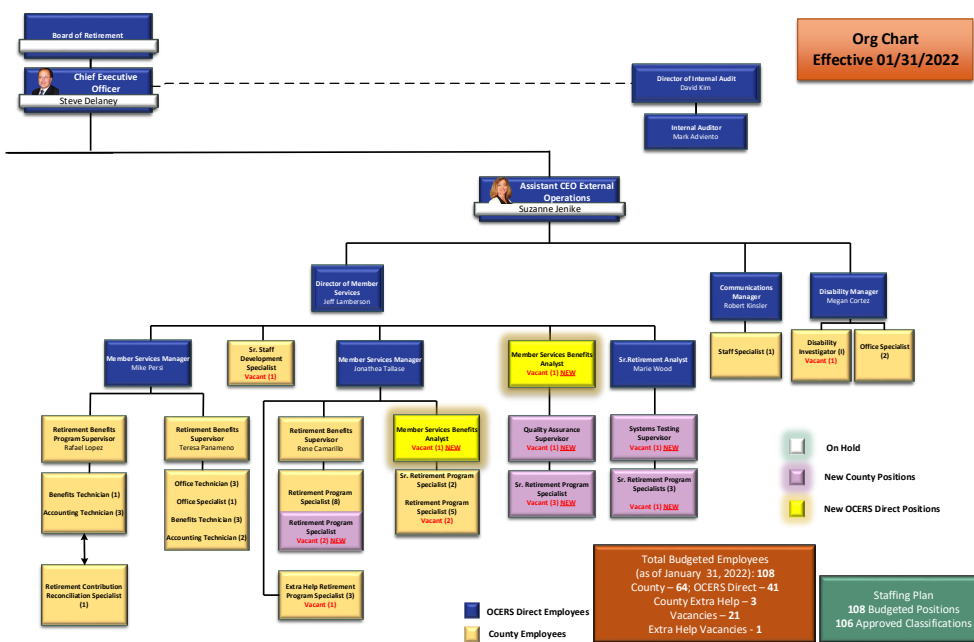 Board of Retirement
Org Chart
Effective 01/31/2022
Chief Executive
Officer
Steve Delaney
Director of Internal Audit
David Kim
Internal Auditor
Mark Adviento
Assistant CEO External
Operations
Suzanne Jenike
Director of Member
Services
Jeff Lamberson
Communications
Manager
Robert Kinsler
Disability Manager
Megan Cortez
Member Services Manager
Mike Persi
Sr. Staff
Development
Specialist
Vacant (1)
Member Services Manager
Jonathea Tallase
Member Services Benefits
Analyst
Vacant (1) NEW
Sr.Retirement Analyst
Marie Wood
Staff Specialist (1)
Disability
Investigator (I)
Vacant (1)
Office Specialist
(2)
Retirement Benefits
Program Supervisor
Rafael Lopez
Retirement Benefits
Supervisor
Teresa Panameno
Retirement Benefits
Supervisor
Rene Camarillo
Member Services Benefits
Analyst
Vacant (1) NEW
Quality Assurance
Supervisor
Vacant (1) NEW
Systems Testing
Supervisor
Vacant (1) NEW
Benefits Technician (1)
Accounting Technician (3)
Office Technician (3)
Office Specialist (1)
Benefits Technician (3)
Accounting Technician (2)
Retirement Program
Specialist (8)
Retirement Program
Specialist
Vacant (2) NEW
Sr. Retirement Program
Specialist (2)
Retirement Program
Specialist (5)
Vacant (2)
Sr. Retirement Program
Specialist
Vacant (3) NEW
Sr. Retirement Program
Specialists (3)
Vacant (1) NEW
Retirement Contribution
Reconciliation Specialist
(1)
Extra Help Retirement
Program Specialist (3)
Vacant (1)
On Hold
New County Positions
New OCERS Direct Positions
OCERS Direct Employees
County Employees
Total Budgeted Employees
(as of January 31, 2022): 108
County – 64; OCERS Direct – 41
County Extra Help – 3
Vacancies – 21
Extra Help Vacancies - 1
Staffing Plan
108 Budgeted Positions
106 Approved Classifications